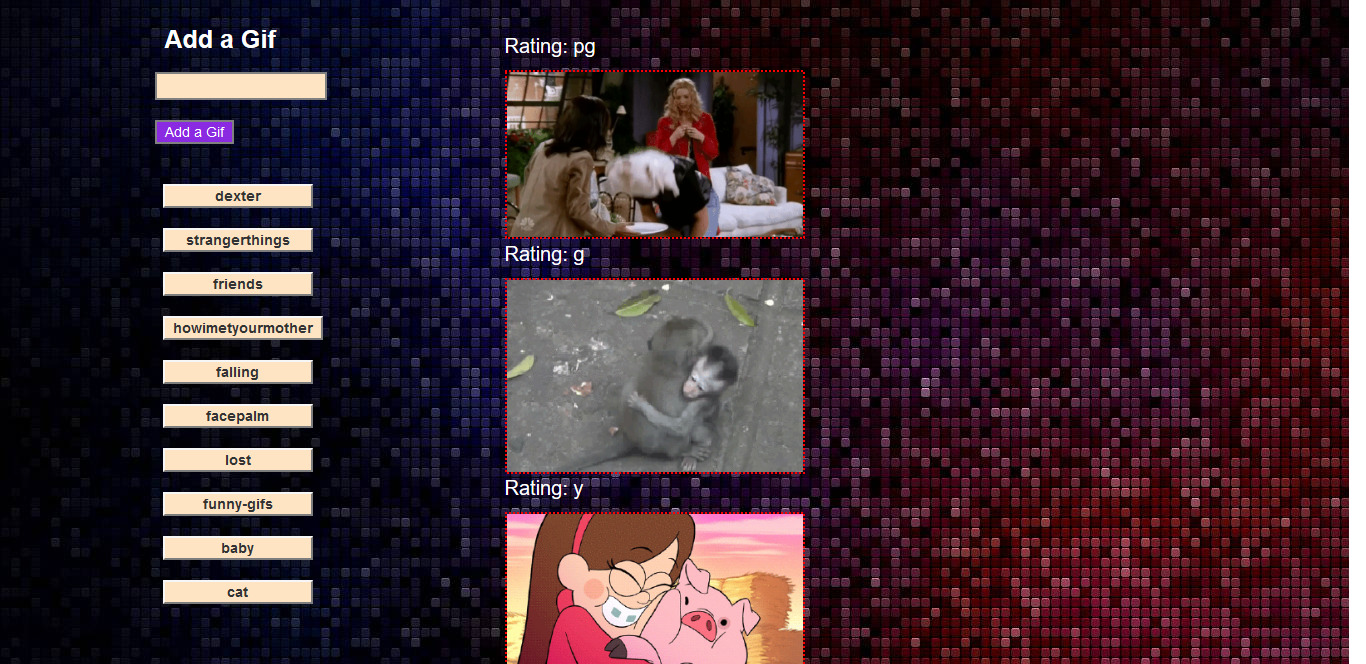 Add a Gif
Add a Gif
dexter
strangerthings
friends
howimetyourmother
falling
facepalm
lost
funny-gifs
baby
cat
Rating: pg
Rating: g
Rating: y